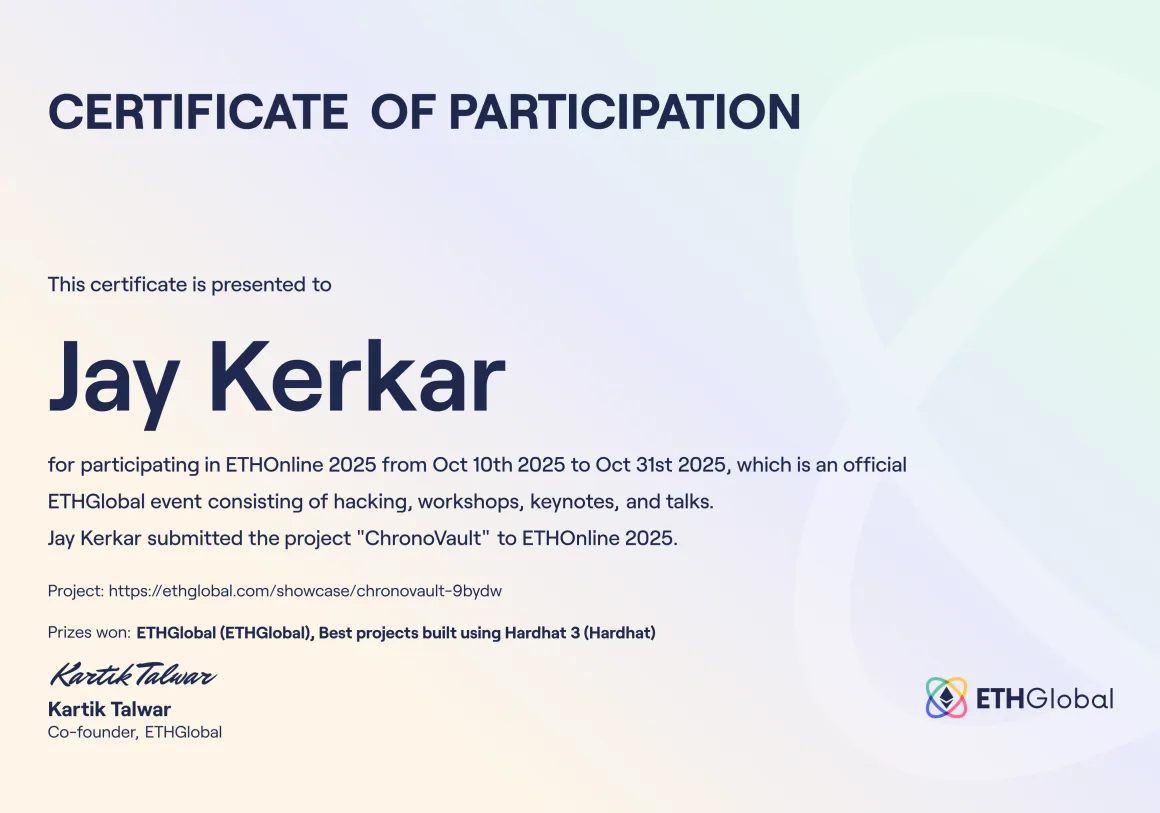 CERTIFICATE OF PARTICIPATION
This certificate is presented to
Jay Kerkar
for participating in ETHOnline 2025 from Oct 10th 2025 to Oct 31st 2025, which is an official
ETHGlobal event consisting of hacking, workshops, keynotes, and talks.
Jay Kerkar submitted the project "ChronoVault" to ETHOnline 2025.
Project: https://ethglobal.com/showcase/chronovault-9bydw
Prizes won: ETHGlobal (ETHGlobal), Best projects built using Hardhat 3 (Hardhat)
Kartik Talwar
Kartik Talwar
Co-founder, ETHGlobal
ETHGlobal